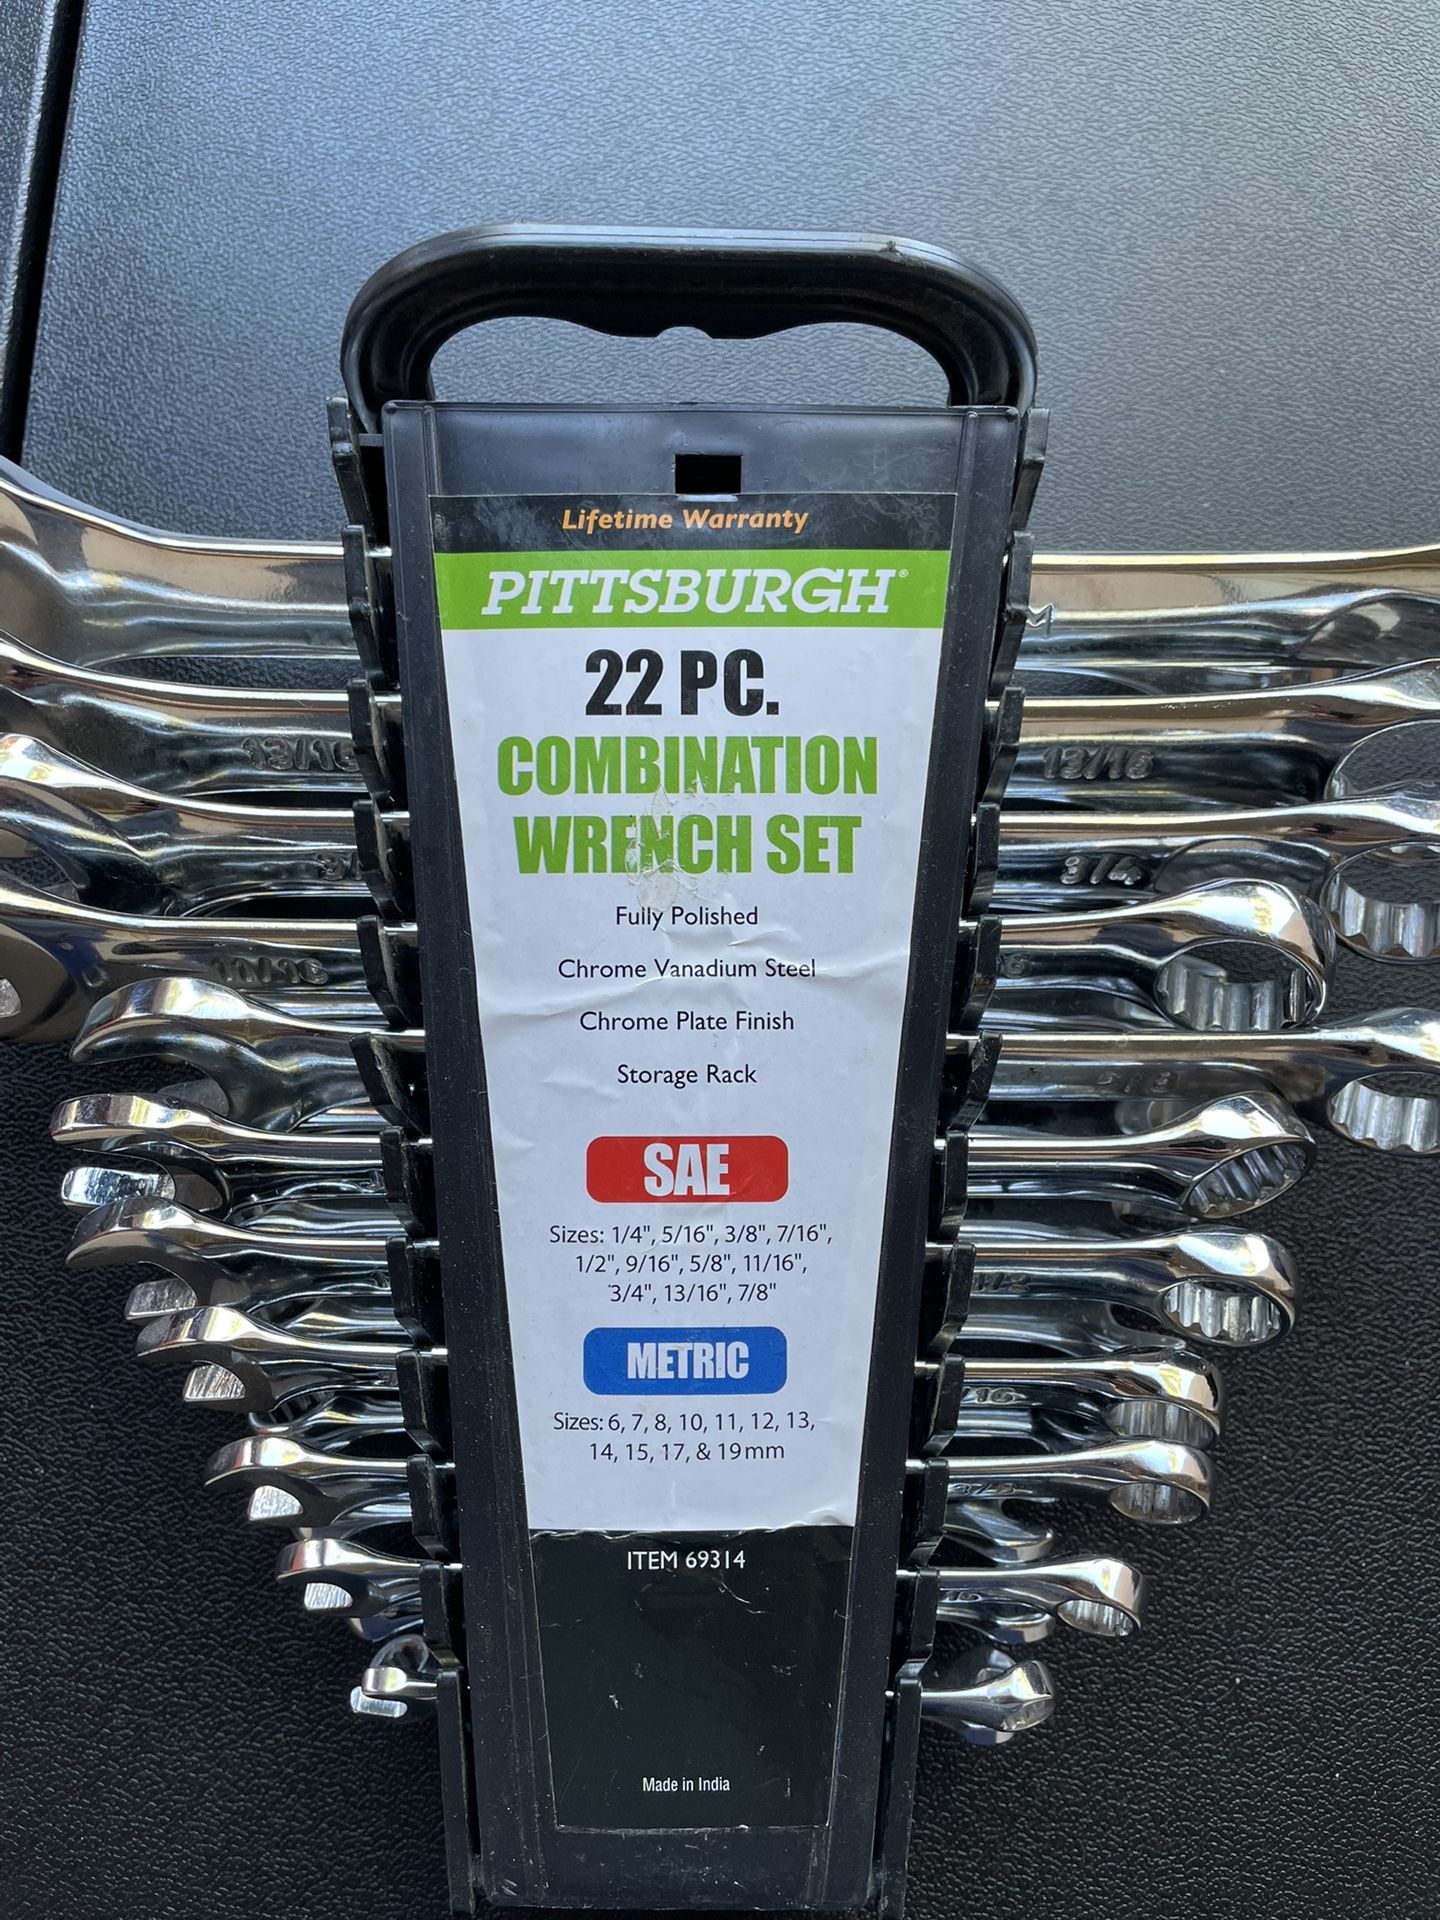 Lifetime Warranty
PITTSBURGH®
22 PC.
COMBINATION
WRENCH SET
Fully Polished
Chrome Vanadium Steel
Chrome Plate Finish
Storage Rack
SAE
Sizes: 1/4", 5/16", 3/8", 7/16",
1/2", 9/16", 5/8", 11/16",
3/4", 13/16", 7/8"
METRIC
Sizes: 6, 7, 8, 10, 11, 12, 13,
14, 15, 17, & 19mm
ITEM 69314
Made in India
13/16
13/16
3/4
11/16